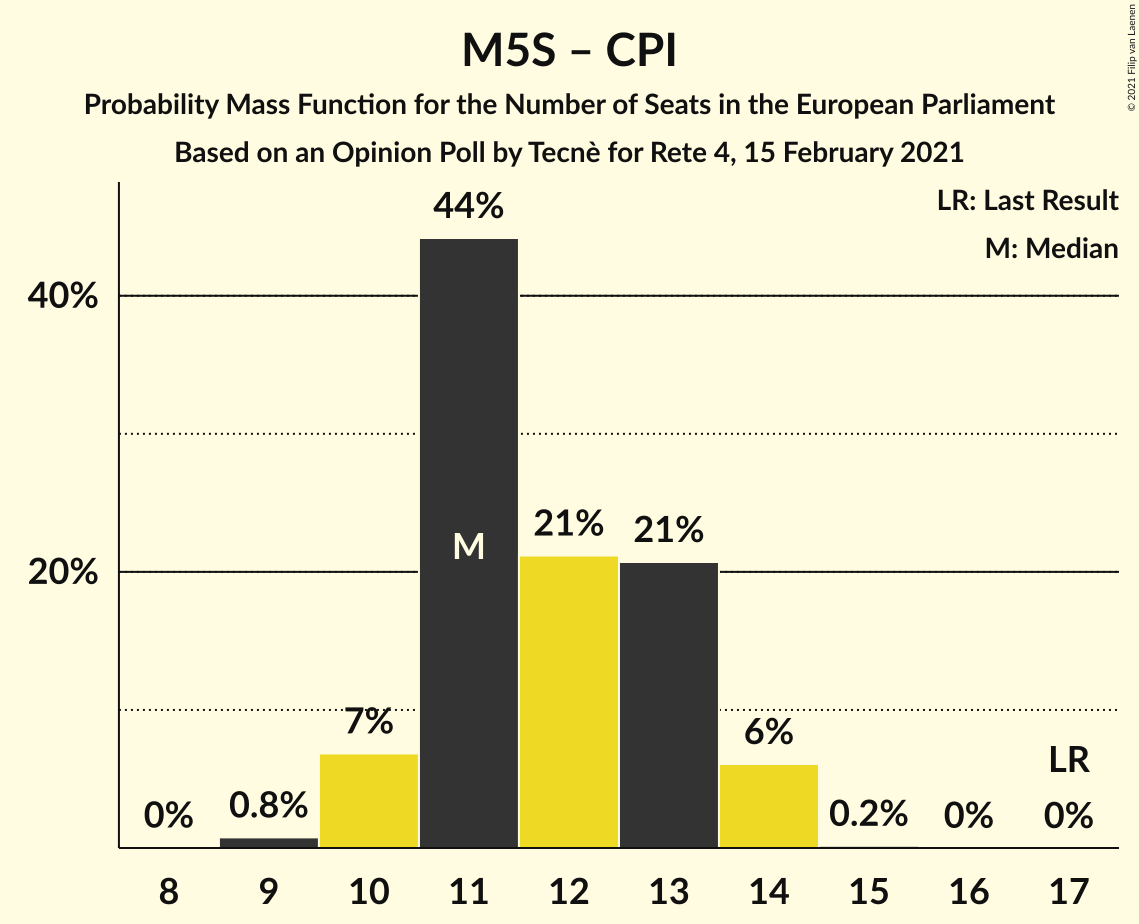 M5S – CPI
Probability Mass Function for the Number of Seats in the European Parliament
Based on an Opinion Poll by Tecnè for Rete 4, 15 February 2021
© 2021 Filip van Laenen
LR: Last Result
M: Median
40%
20%
0%
0.8%
7%
44%
M
21%
21%
6%
0.2%
0%
LR
0%
8 9 10 11 12 13 14 15 16 17